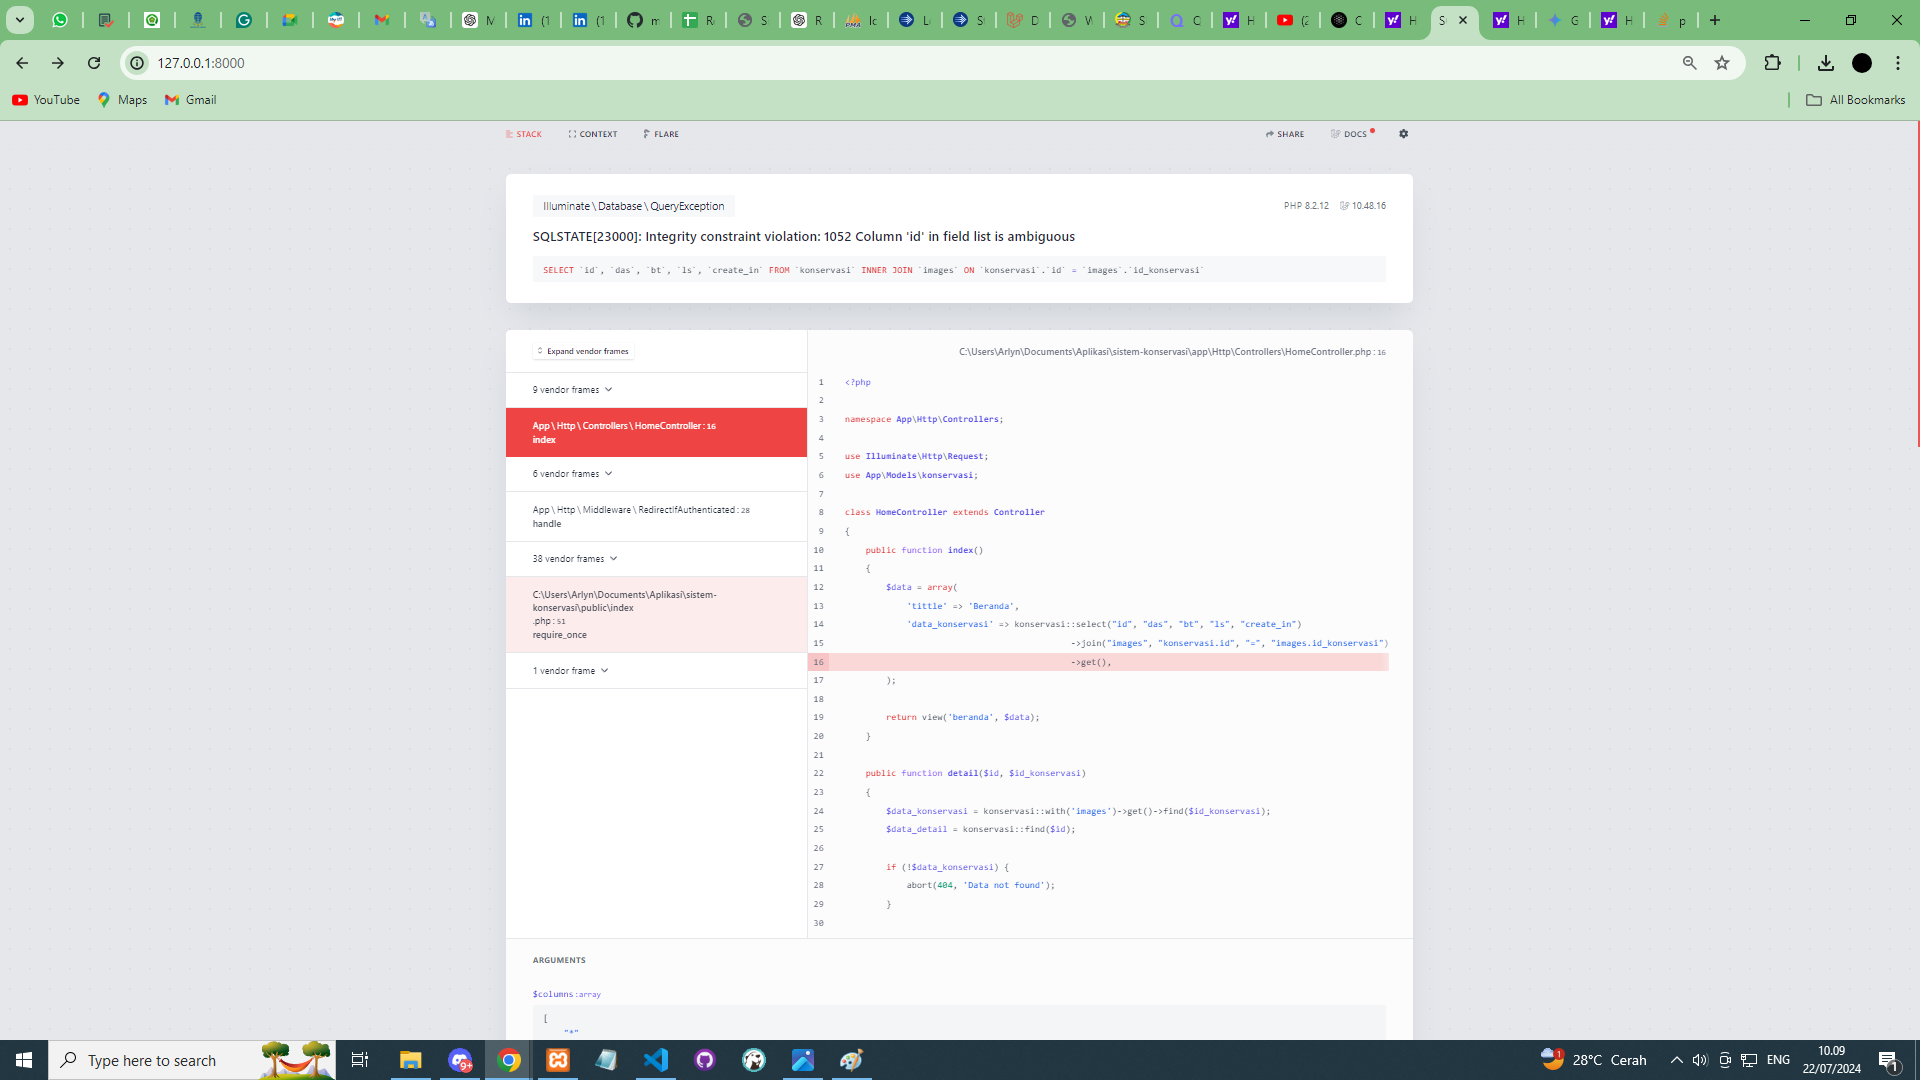 127.0.0.1:8000
YouTube
Maps
Gmail
All Bookmarks
STACK
CONTEXT
FLARE
SHARE
DOCS
Illuminate\Database\QueryException
PHP 8.2.12
10.48.16
SQLSTATE[23000]: Integrity constraint violation: 1052 Column 'id' in field list is ambiguous
SELECT `id`, `das`, `bt`, `ls`, `create_in` FROM `konservasi` INNER JOIN `images` ON `konservasi`.`id` = `images`.`id_konservasi`
Expand vendor frames
9 vendor frames
App\Http\Controllers\HomeController:16
index
6 vendor frames
App\Http\Middleware\RedirectIfAuthenticated:28
handle
38 vendor frames
C:\Users\Arlyn\Documents\Aplikasi\sistem-
konservasi\public\index
.php:51
require_once
1 vendor frame
C:\Users\Arlyn\Documents\Aplikasi\sistem-konservasi\app\Http\Controllers\HomeController.php:16
1 <?php
2
3 namespace App\Http\Controllers;
4
5 use Illuminate\Http\Request;
6 use App\Models\konservasi;
7
8 class HomeController extends Controller
9 {
10 public function index()
11 {
12 $data = array(
13 'tittle' => 'Beranda',
14 'data_konservasi' => konservasi::select("id", "das", "bt", "ls", "create_in")
15 ->join("images", "konservasi.id", "=", "images.id_konservasi")
16 ->get(),
17 );
18
19 return view('beranda', $data);
20 }
21
22 public function detail($id, $id_konservasi)
23 {
24 $data_konservasi = konservasi::with('images')->get()->find($id_konservasi);
25 $data_detail = konservasi::find($id);
26
27 if (!$data_konservasi) {
28 abort(404, 'Data not found');
29 }
30
ARGUMENTS
$columns:array
[
"*"
Type here to search
9+
1
28°C Cerah
ENG
10.09
22/07/2024
1